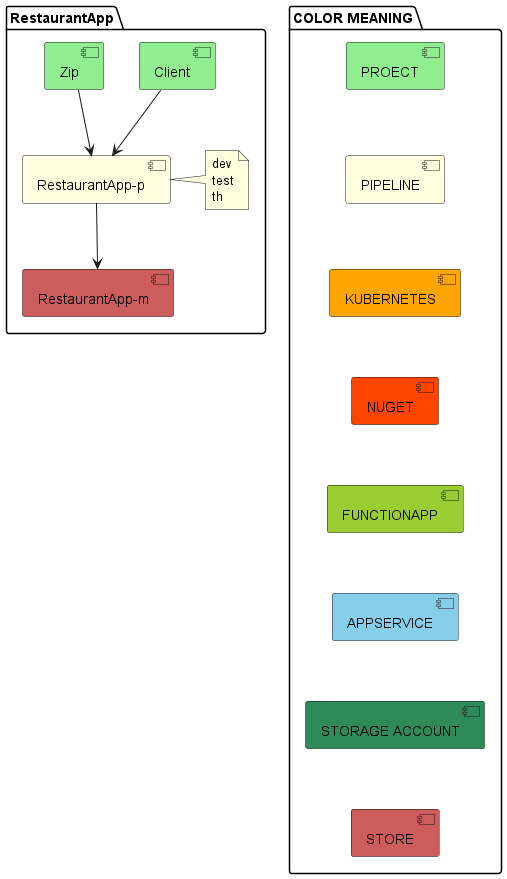 RestaurantApp
Zip
Client
RestaurantApp-p
dev
test
th
RestaurantApp-m
COLOR MEANING
PROECT
PIPELINE
KUBERNETES
NUGET
FUNCTIONAPP
APPSERVICE
STORAGE ACCOUNT
STORE